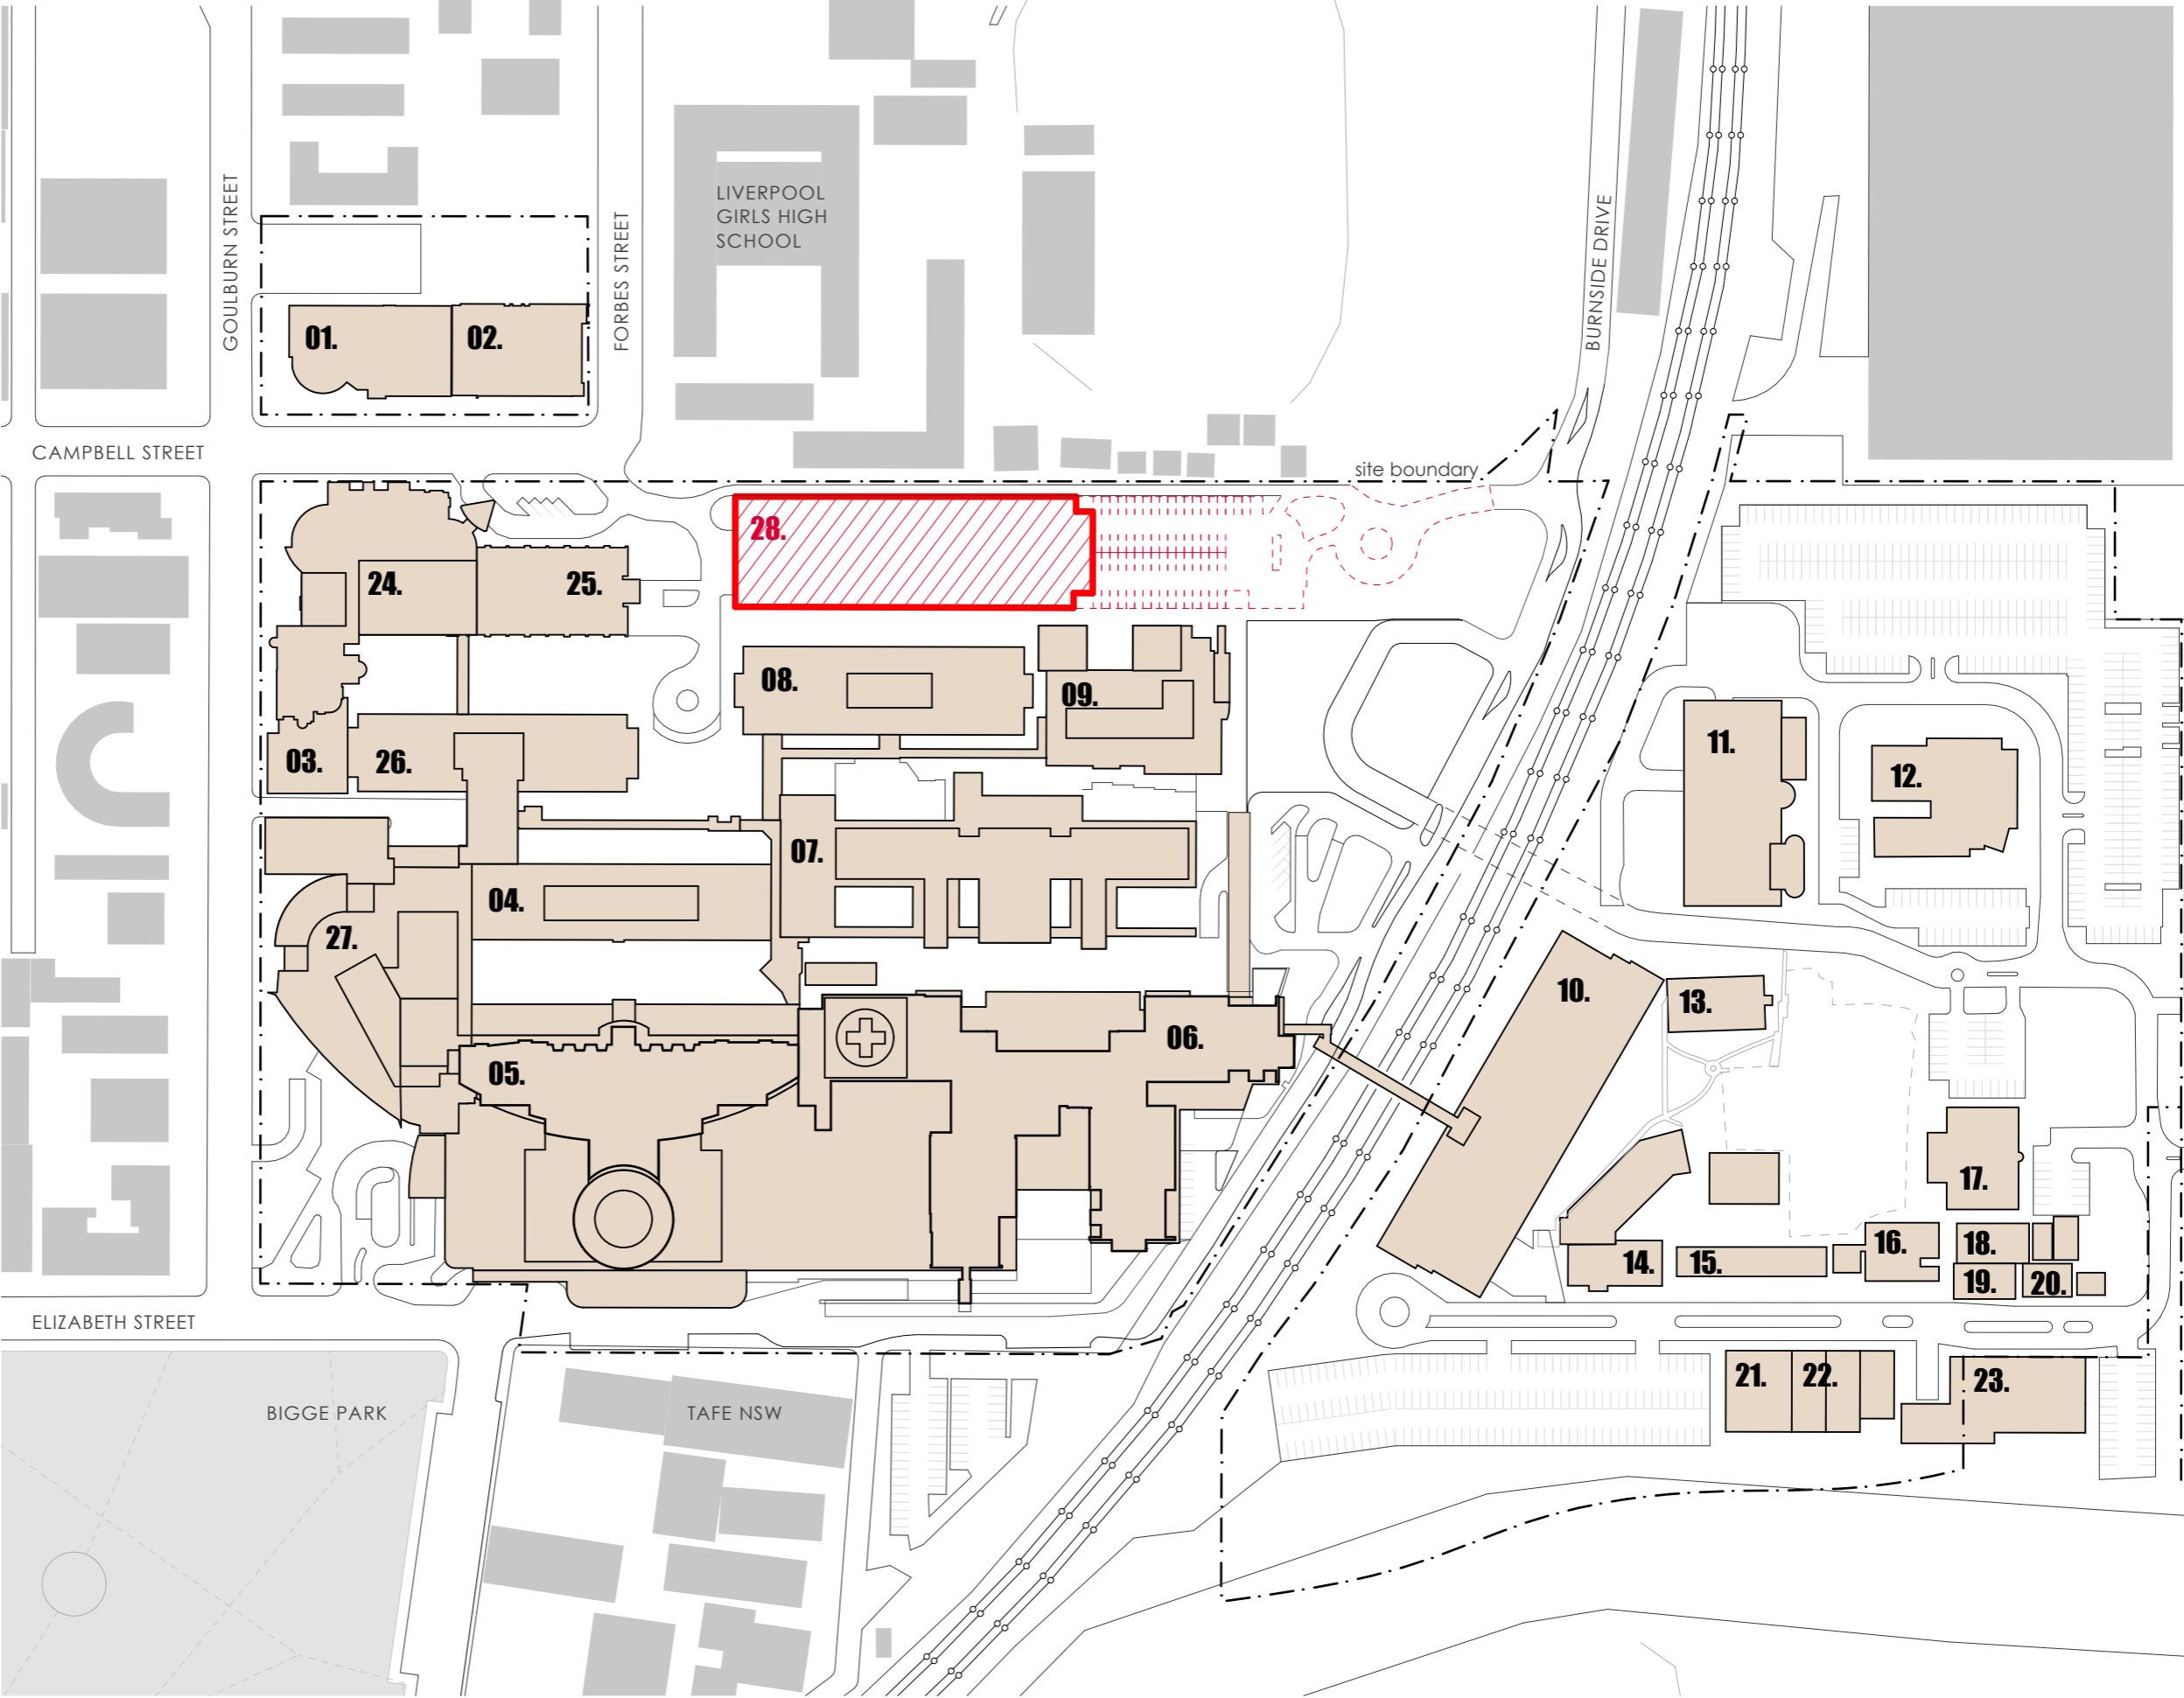 LIVERPOOL
GIRLS HIGH
SCHOOL
GOULBURN STREET
FORBES STREET
BURNSIDE DRIVE
01.
02.
CAMPBELL STREET
site boundary
28.
24.
25.
08.
09.
03.
26.
11.
12.
07.
04.
27.
10.
13.
06.
05.
17.
14.
15.
16.
18.
19.
20.
ELIZABETH STREET
21.
22.
23.
BIGGE PARK
TAFE NSW